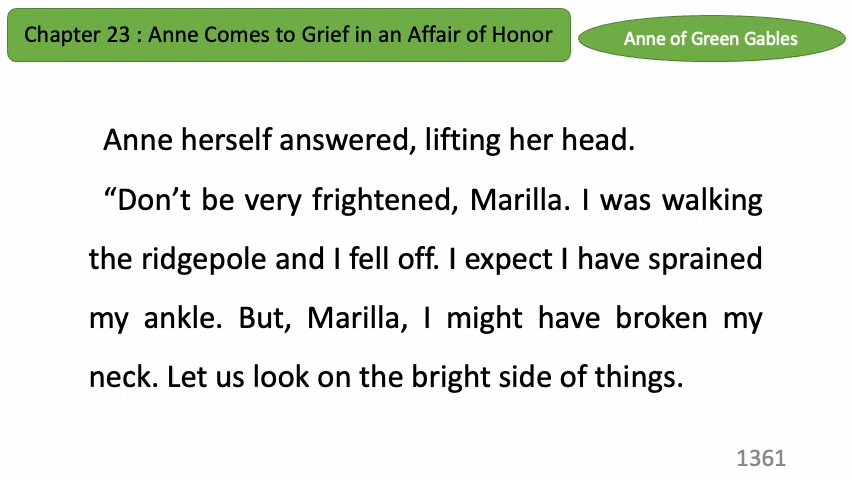 Chapter 23 : Anne Comes to Grief in an Affair of Honor
Anne of Green Gables
Anne herself answered, lifting her head.
“Don’t be very frightened, Marilla. I was walking
the ridgepole and I fell off. I expect I have sprained
my ankle. But, Marilla, I might have broken my
neck. Let us look on the bright side of things.
1361